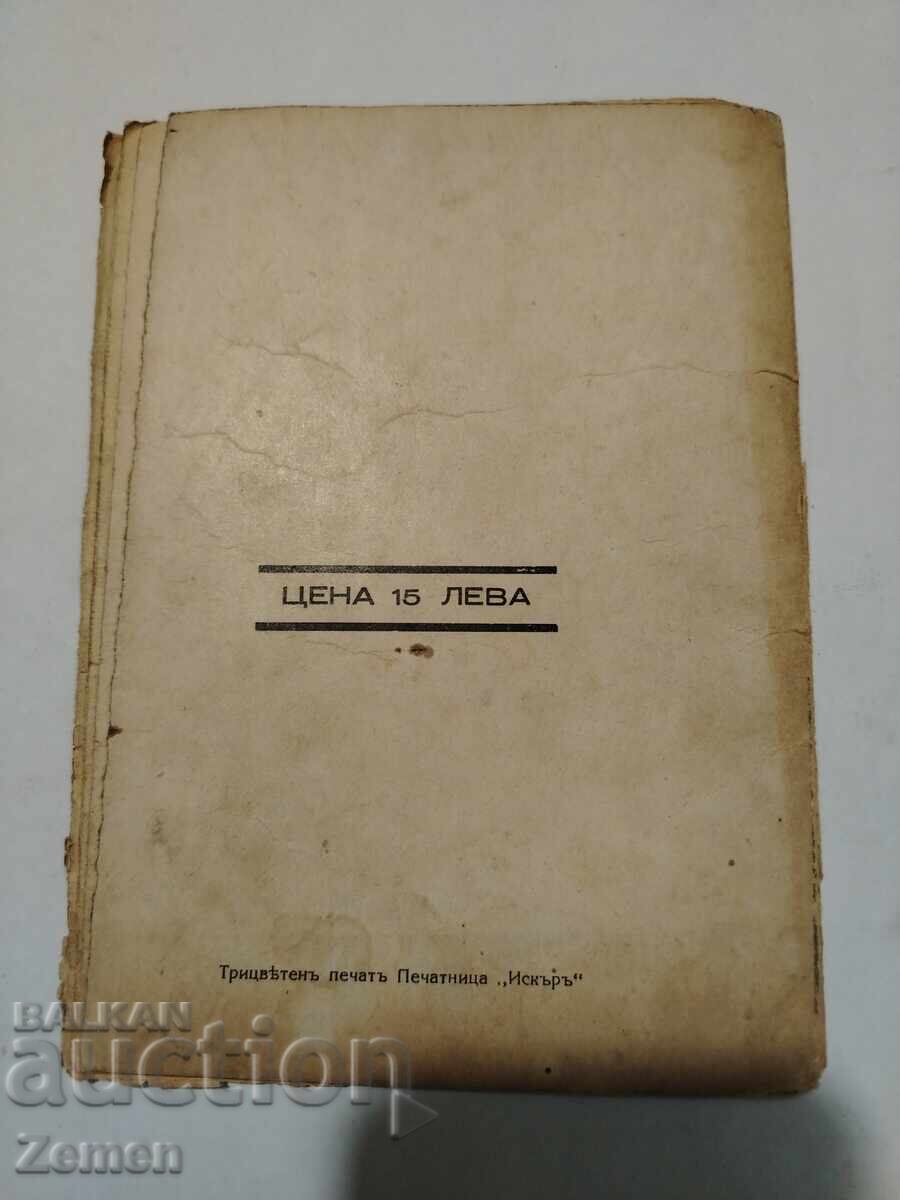 ЦЕНА 15 ЛЕВА
Трицвѣтенъ печатъ Печатница „Искъръ“
BALKAN
auction
Zemen